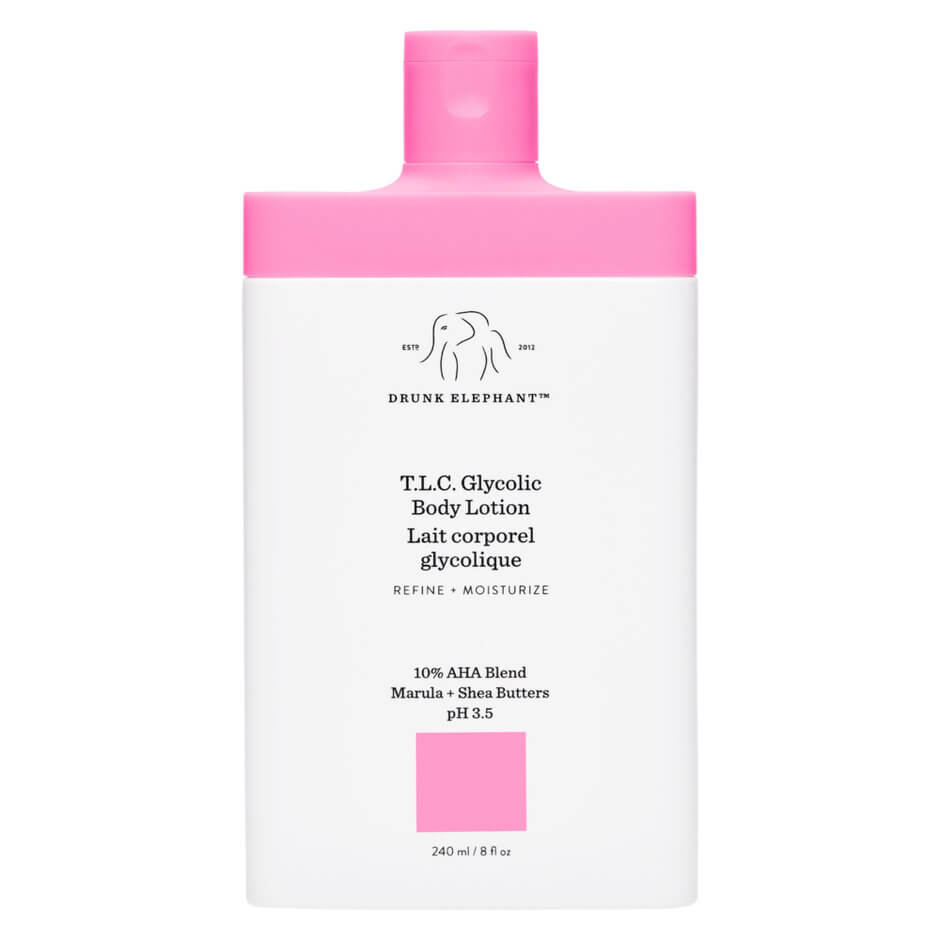 ESTD 2012
DRUNK ELEPHANT™
T.L.C. Glycolic
Body Lotion
Lait corporel
glycolique
REFINE + MOISTURIZE
10% AHA Blend
Marula + Shea Butters
pH 3.5
240 ml / 8 fl oz